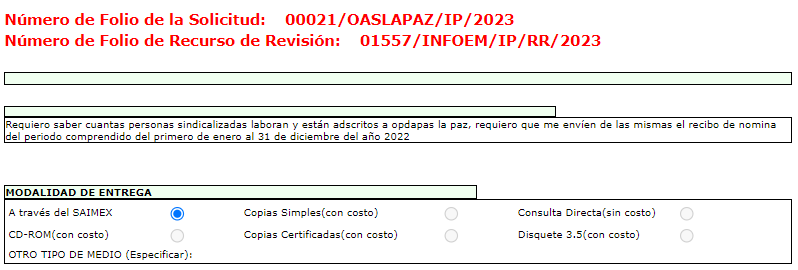 Número de Folio de la Solicitud: 00021/OASLAPAZ/IP/2023
Número de Folio de Recurso de Revisión: 01557/INFOEM/IP/RR/2023
Requiero saber cuantas personas sindicalizadas laboran y están adscritos a opdapas la paz, requiero que me envíen de las mismas el recibo de nomina
del periodo comprendido del primero de enero al 31 de diciembre del año 2022
MODALIDAD DE ENTREGA
A través del SAIMEX Copias Simples(con costo) Consulta Directa(sin costo)
CD-ROM(con costo) Copias Certificadas(con costo) Disquete 3.5(con costo)
OTRO TIPO DE MEDIO (Especificar):